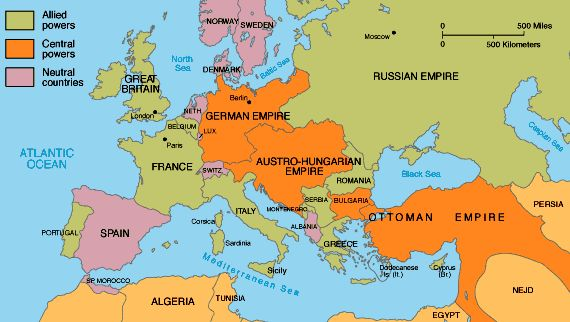 Allied
powers
Central
powers
Neutral
countries
NORWAY
SWEDEN
Moscow
0
500 Miles
0
500 Kilometers
North
Sea
DENMARK
Baltic Sea
RUSSIAN EMPIRE
GREAT
BRITAIN
Berlin
London
NETH.
GERMAN EMPIRE
BELGIUM
LUX.
Paris
ATLANTIC
OCEAN
Caspian Sea
FRANCE
SWITZ.
AUSTRO-HUNGARIAN
EMPIRE
Black Sea
ROMANIA
SERBIA
BULGARIA
PERSIA
Corsica
ITALY
MONTENEGRO
OTTOMAN EMPIRE
ALBANIA
PORTUGAL
SPAIN
Sardinia
GREECE
Mediterranean Sea
Sicily
Dodecanese
Is. (It.)
Cyprus
(Br.)
SP. MOROCCO
ALGERIA
TUNISIA
NEJD
EGYPT